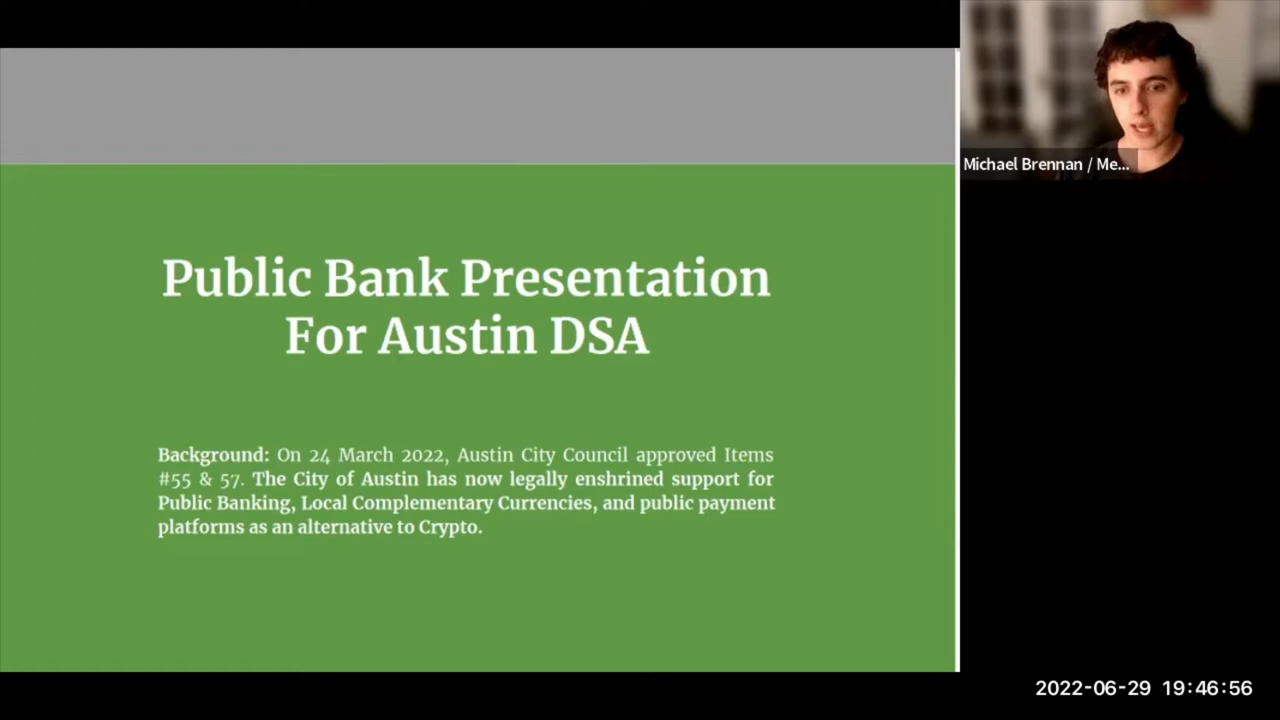 Public Bank Presentation
For Austin DSA
Background: On 24 March 2022, Austin City Council approved Items
#55 & 57. The City of Austin has now legally enshrined support for
Public Banking, Local Complementary Currencies, and public payment
platforms as an alternative to Crypto.
Michael Brennan / Me...
2022-06-29 19:46:56